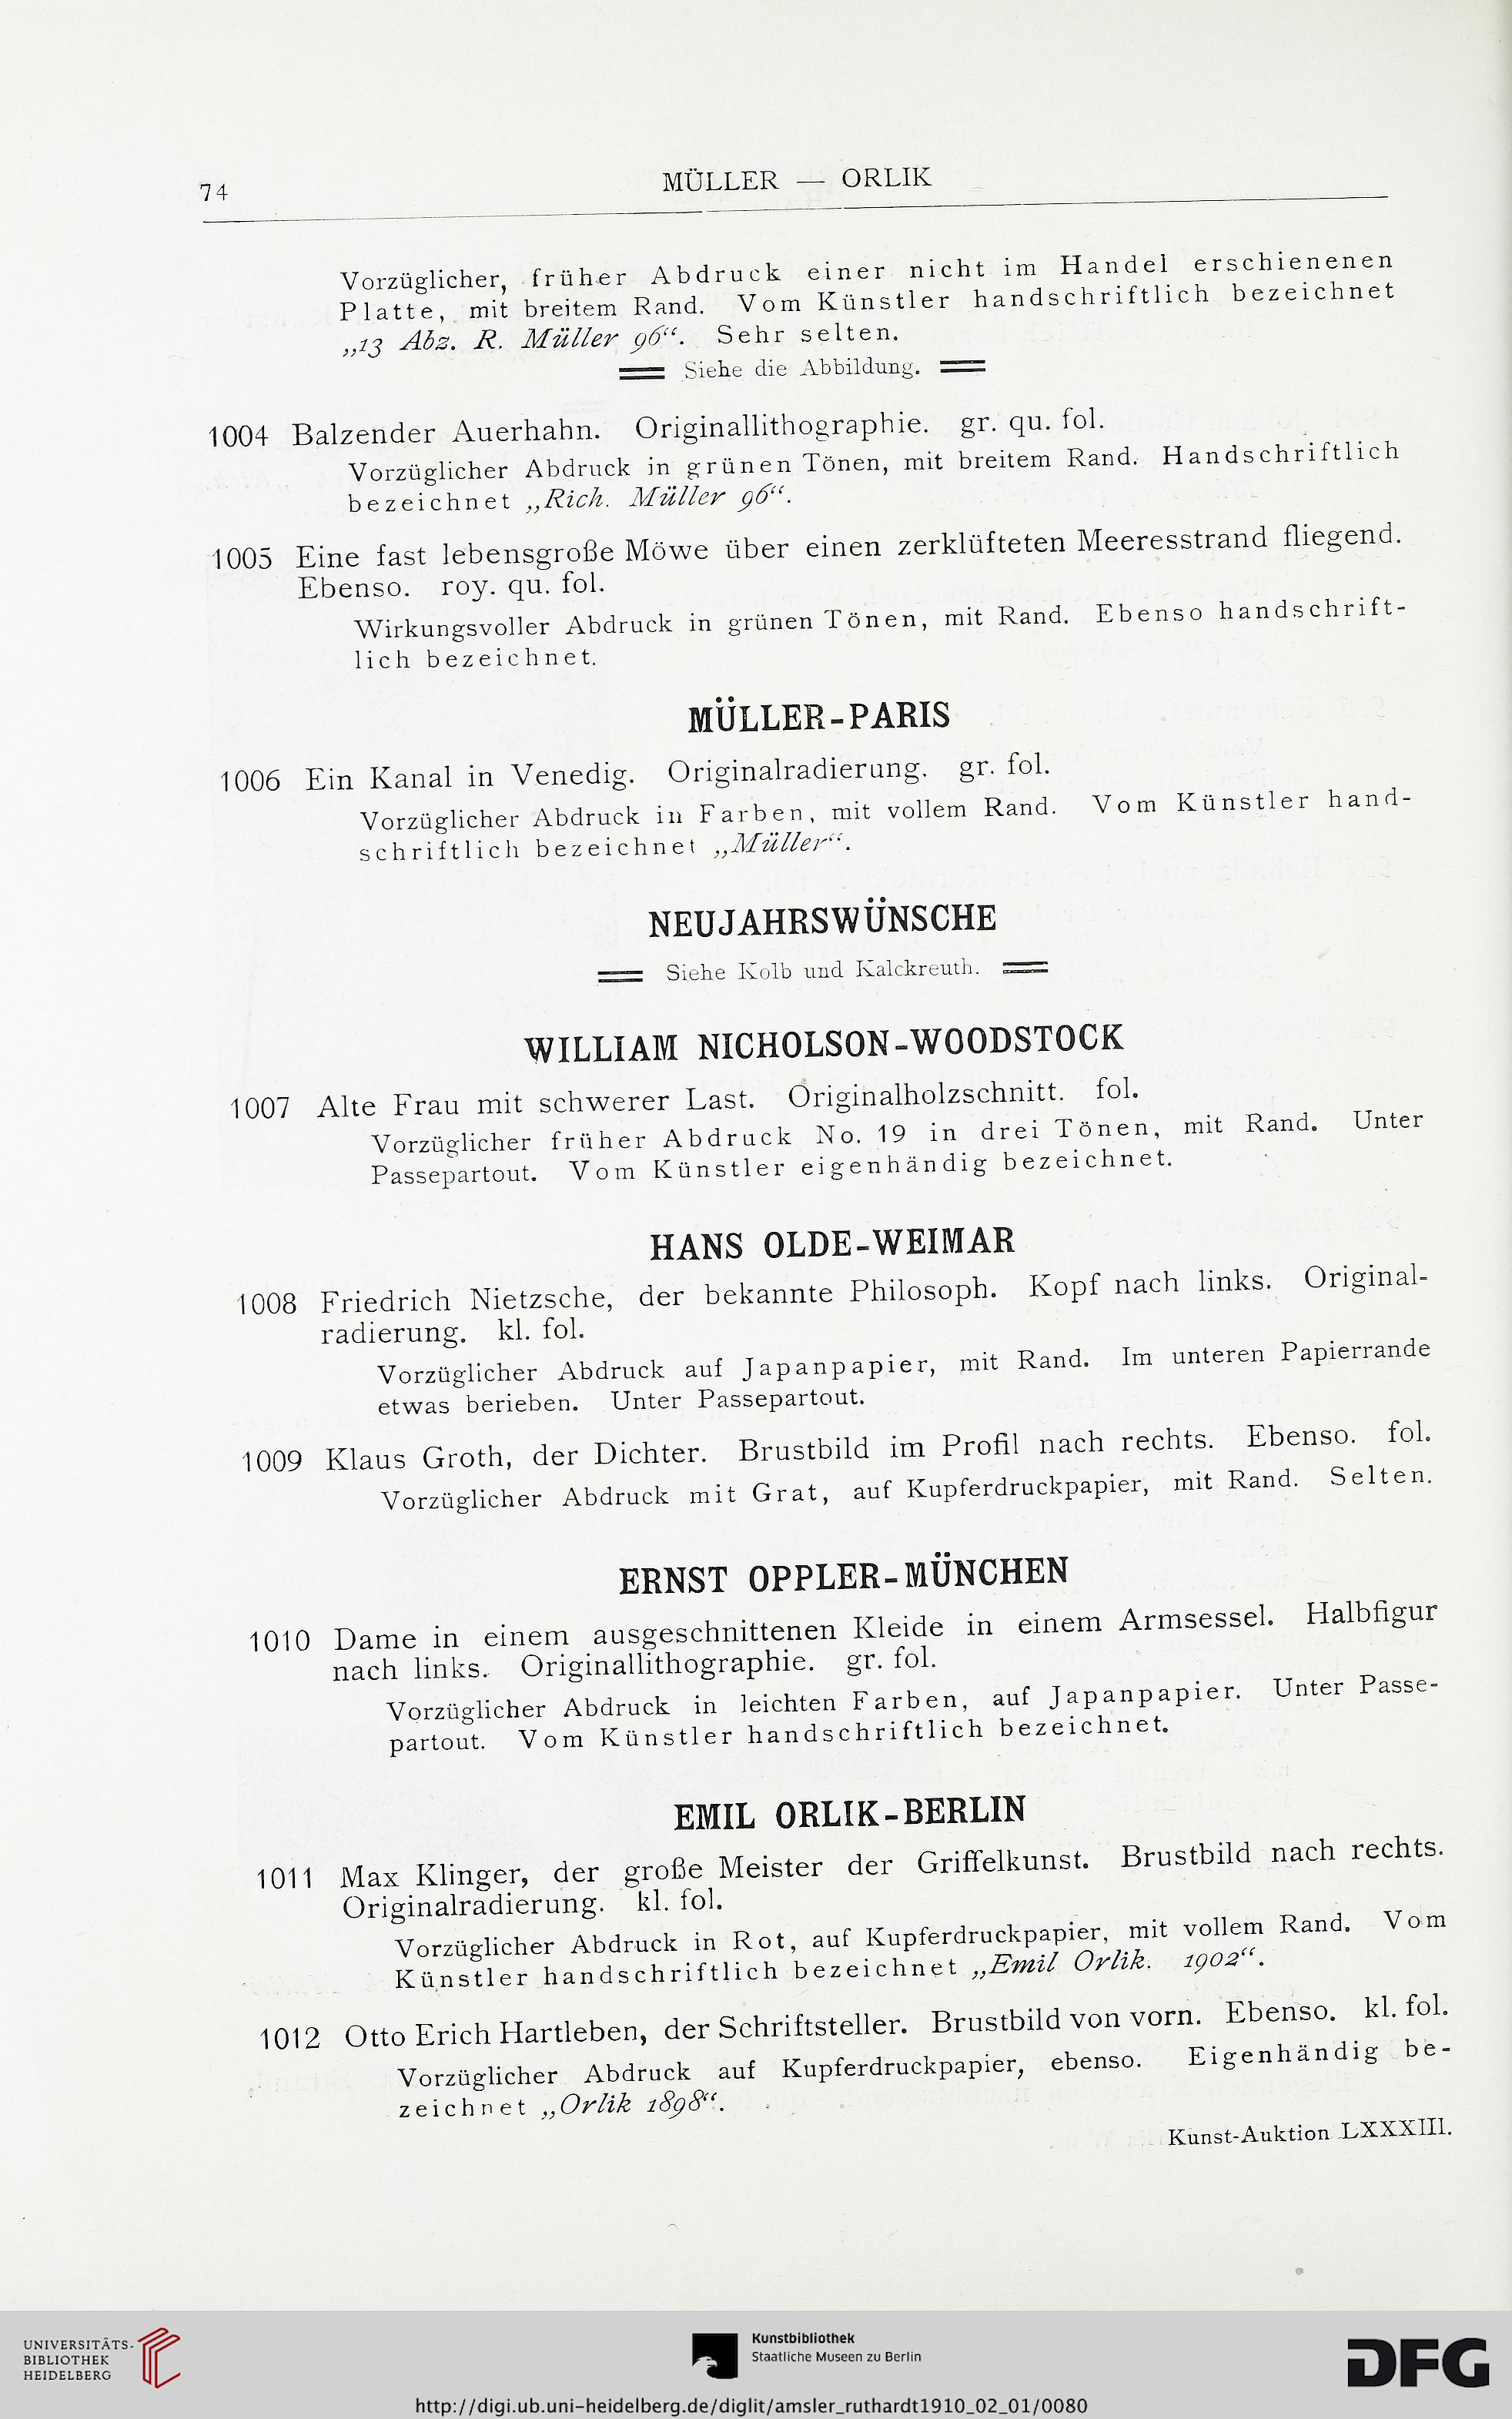 74
MÜLLER — ORLIK
Vorzüglicher, früher Abdruck einer nicht im Handel erschienenen
Platte, mit breitem Rand. Vom Künstler handschriftlich bezeichnet
„13 Abz. R. Müller 96“. Sehr selten.
Siehe die Abbildung.
1004 Balzender Auerhahn. Originallithographie. gr. qu. fol.
Vorzüglicher Abdruck in grünen Tönen, mit breitem Rand. Handschriftlich
bezeichnet „Rich. Müller 96“.
1005 Eine fast lebensgroße Möwe über einen zerklüfteten Meeresstrand fliegend.
Ebenso. roy. qu. fol.
Wirkungsvoller Abdruck in grünen Tönen, mit Rand. Ebenso handschrift-
lich bezeichnet.
MÜLLER-PARIS
1006 Ein Kanal in Venedig. Originalradierung. gr. fol.
Vorzüglicher Abdruck in Farben, mit vollem Rand. Vom Künstler hand-
schriftlich bezeichnet „Müller“.
NEUJAHRSWÜNSCHE
Siehe Kolb und Kalckreuth.
WILLIAM NICHOLSON-WOODSTOCK
1007 Alte Frau mit schwerer Last. Originalholzschnitt. fol.
Vorzüglicher früher Abdruck No. 19 in drei Tönen, mit Rand. Unter
Passepartout. Vom Künstler eigenhändig bezeichnet.
HANS OLDE-WEIMAR
1008 Friedrich Nietzsche, der bekannte Philosoph. Kopf nach links. Original-
radierung. kl. fol.
Vorzüglicher Abdruck auf Japanpapier, mit Rand. Im unteren Papierrande
etwas berieben. Unter Passepartout.
1009 Klaus Groth, der Dichter. Brustbild im Profil nach rechts. Ebenso. fol.
Vorzüglicher Abdruck mit Grat, auf Kupferdruckpapier, mit Rand. Selten.
ERNST OPPLER-MÜNCHEN
1010 Dame in einem ausgeschnittenen Kleide in einem Armsessel. Halbfigur
nach links. Originallithographie. gr. fol.
Vorzüglicher Abdruck in leichten Farben, auf Japanpapier. Unter Passe-
partout. Vom Künstler handschriftlich bezeichnet.
EMIL ORLIK-BERLIN
1011 Max Klinger, der große Meister der Griffelkunst. Brustbild nach rechts.
Originalradierung. kl. fol.
Vorzüglicher Abdruck in Rot, auf Kupferdruckpapier, mit vollem Rand. Vom
Künstler handschriftlich bezeichnet „Emil Orlik. 1902“.
1012 Otto Erich Hartleben, der Schriftsteller. Brustbild von vorn. Ebenso. kl. fol.
Vorzüglicher Abdruck auf Kupferdruckpapier, ebenso. Eigenhändig be-
zeichnet „Orlik 1898“.
Kunst-Auktion LXXXIII.
UNIVERSITÄTS-
BIBLIOTHEK
HEIDELBERG
Kunstbibliothek
Staatliche Museen zu Berlin
DFG
http://digi.ub.uni-heidelberg.de/diglit/amsler_ruthardt1910_02_01/0080